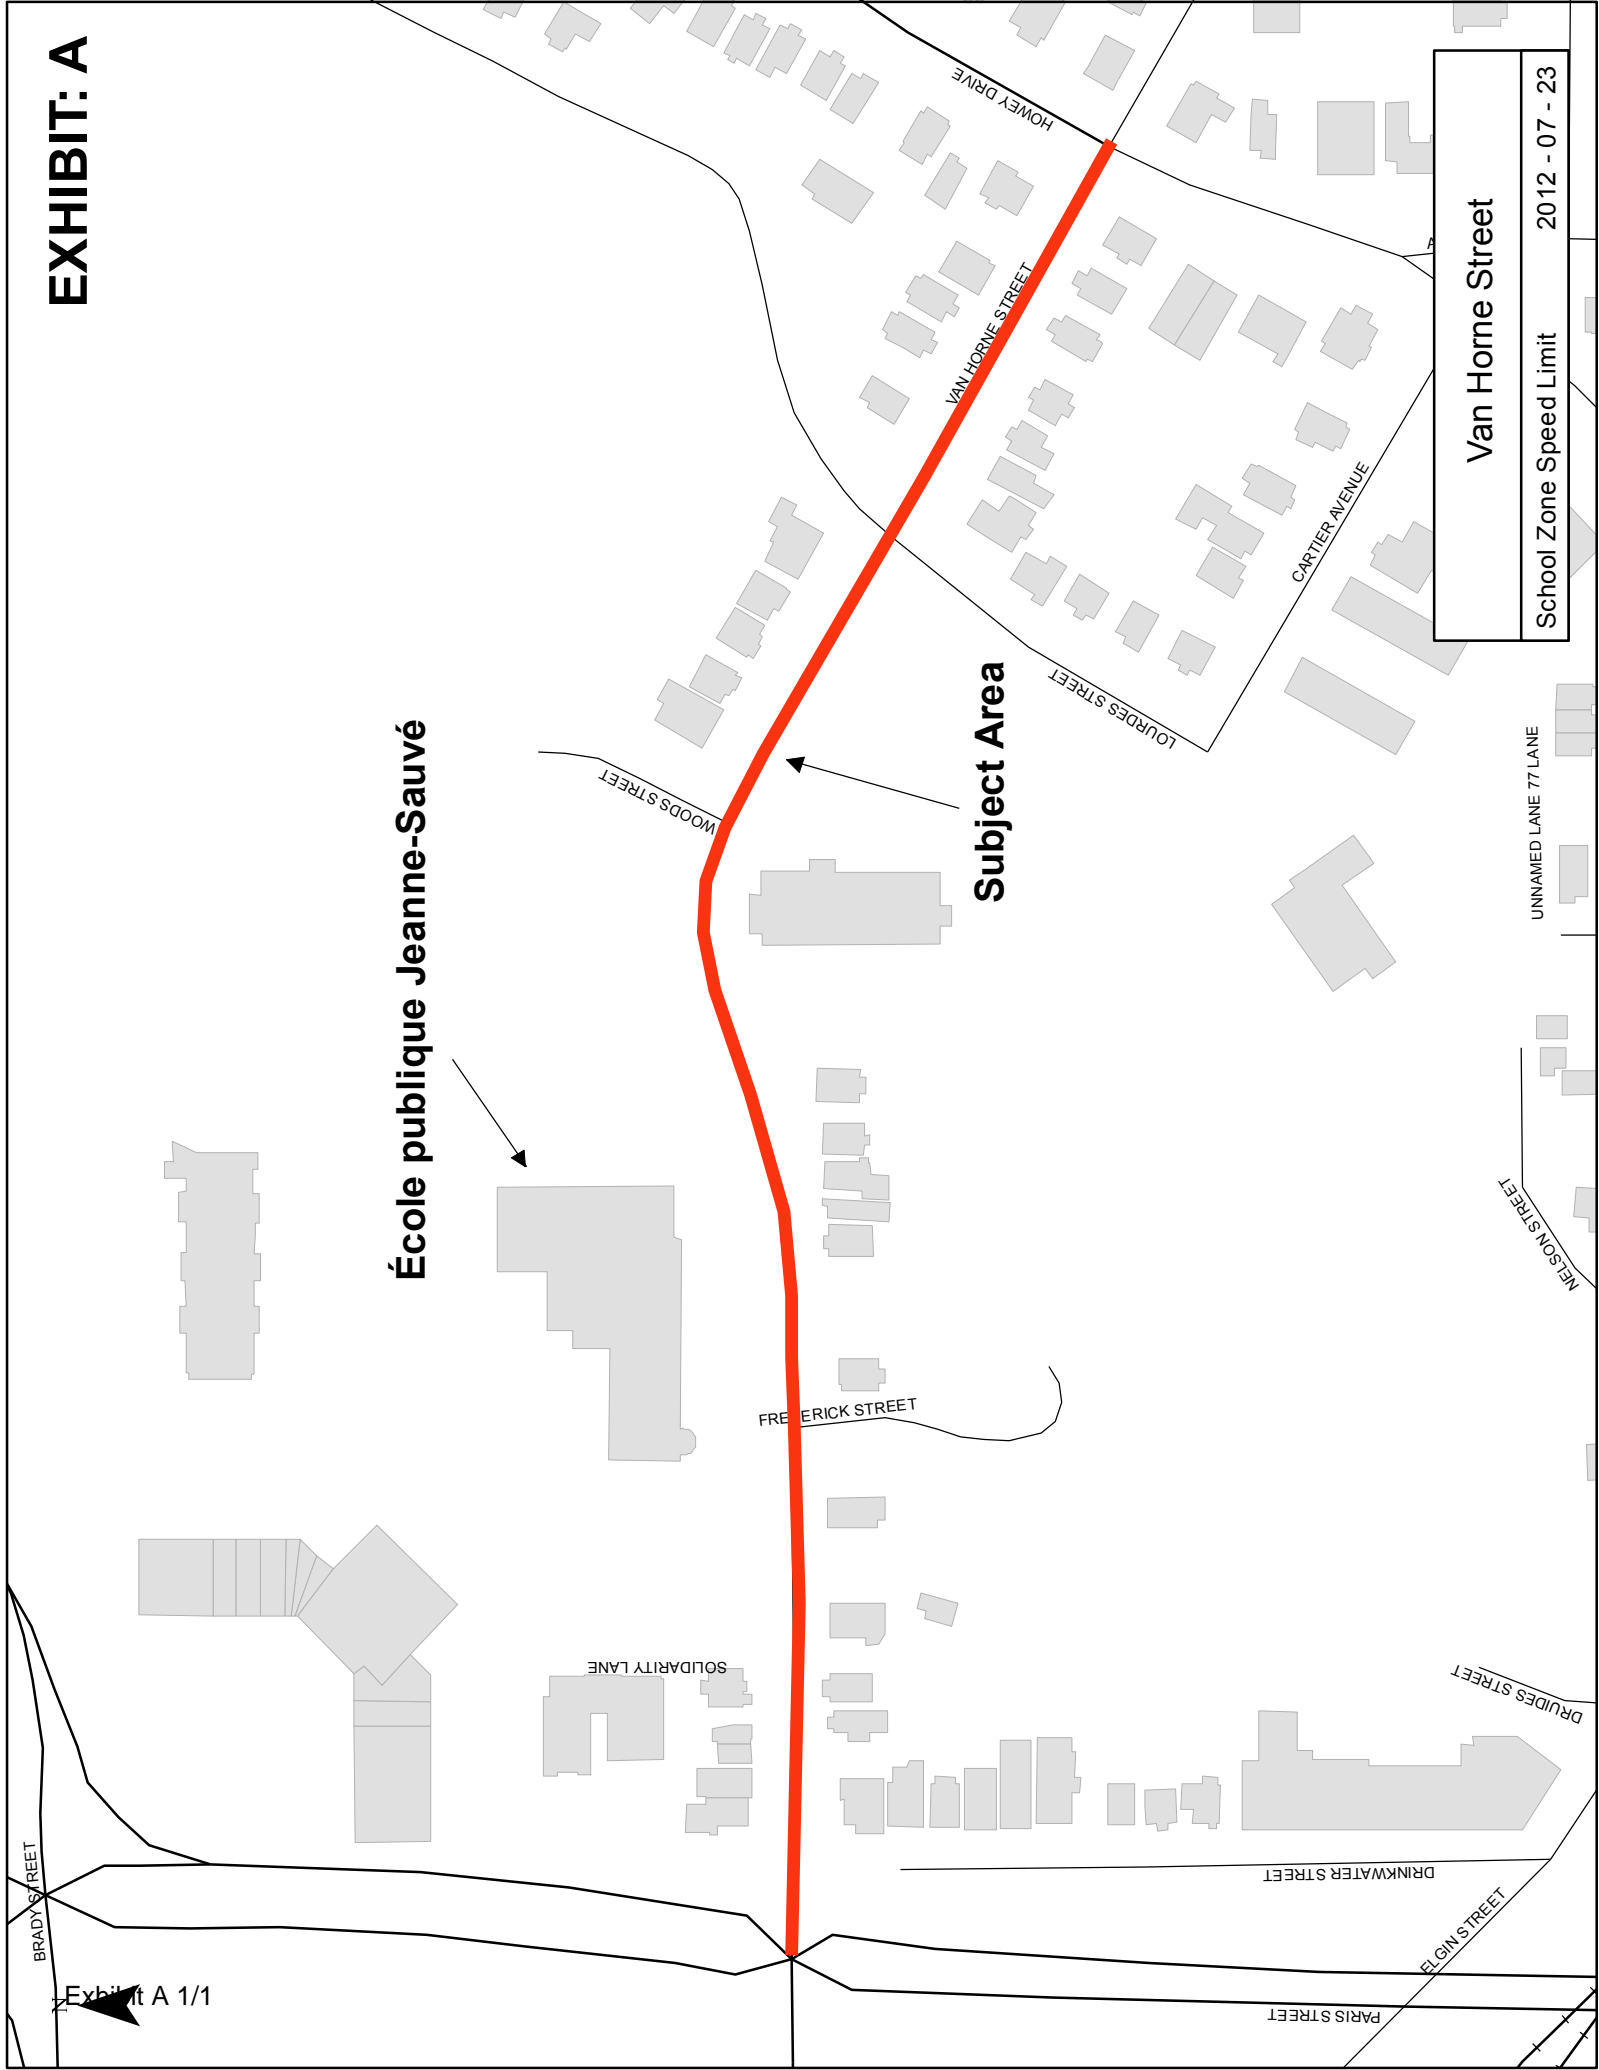 EXHIBIT: A
École publique Jeanne-Sauvé
Subject Area
HOWEY DRIVE
VAN HORNE STREET
WOODS STREET
LOURDES STREET
CARTIER AVENUE
UNNAMED LANE 77 LANE
NELSON STREET
FREDERICK STREET
SOLIDARITY LANE
DRUIDES STREET
DRINKWATER STREET
ELGIN STREET
PARIS STREET
BRADY STREET
A
Van Horne Street
School Zone Speed Limit 2012 - 07 - 23
N
Exhibit A 1/1